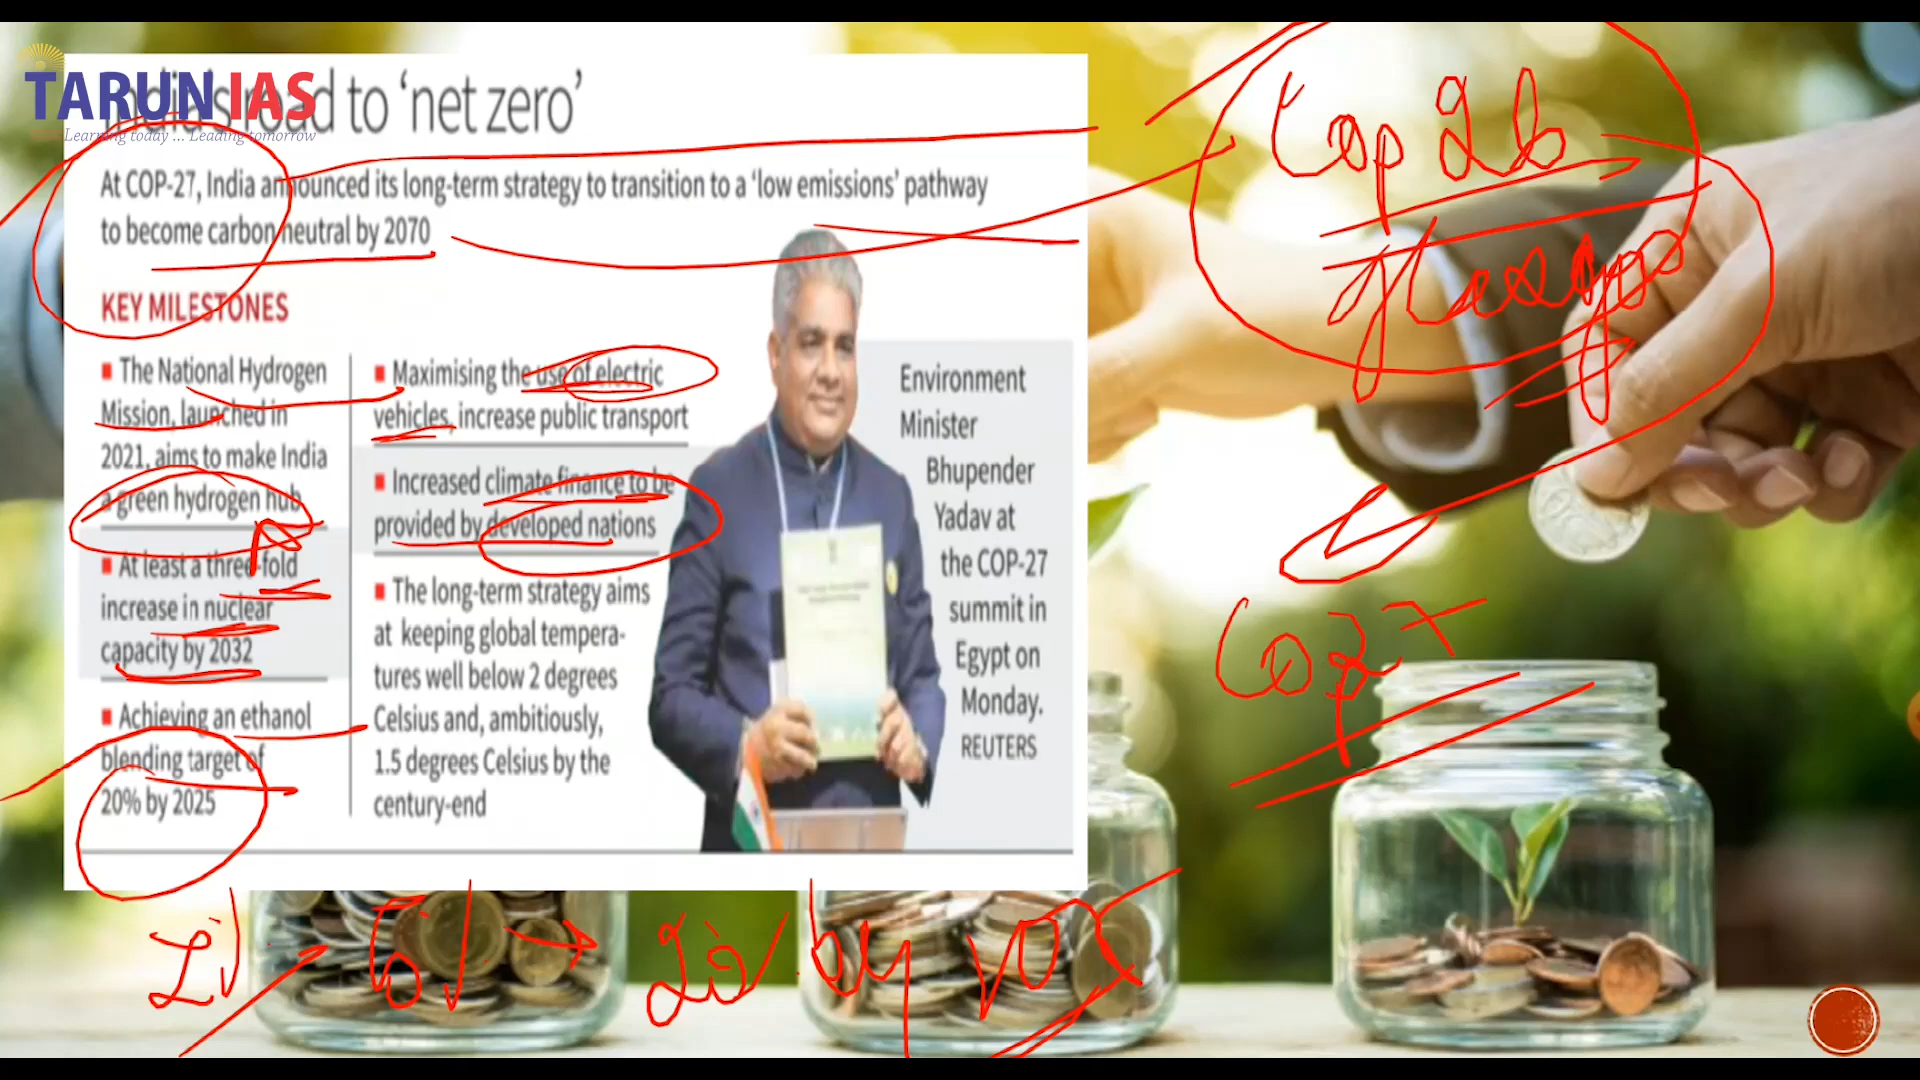 TARUN IAS
Learning today ... Leading tomorrow
India's road to ‘net zero’
At COP-27, India announced its long-term strategy to transition to a ‘low emissions’ pathway
to become carbon neutral by 2070
KEY MILESTONES
The National Hydrogen
Mission, launched in
2021, aims to make India
a green hydrogen hub
At least a three-fold
increase in nuclear
capacity by 2032
Achieving an ethanol
blending target of
20% by 2025
Maximising the use of electric
vehicles, increase public transport
Increased climate finance to be
provided by developed nations
The long-term strategy aims
at keeping global tempera-
tures well below 2 degrees
Celsius and, ambitiously,
1.5 degrees Celsius by the
century-end
Environment
Minister
Bhupender
Yadav at
the COP-27
summit in
Egypt on
Monday.
REUTERS
Cop 26
Cop 27
by